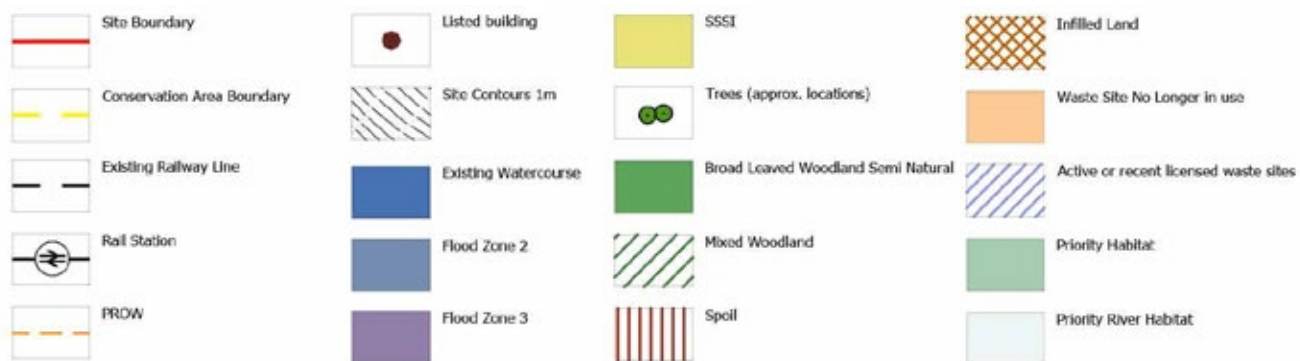 Site Boundary
Conservation Area Boundary
Existing Railway Line
Rail Station
PROW
Listed building
Site Contours 1m
Existing Watercourse
Flood Zone 2
Flood Zone 3
SSSI
Trees (approx. locations)
Broad Leaved Woodland Semi Natural
Mixed Woodland
Spoil
Infilled Land
Waste Site No Longer in use
Active or recent licensed waste sites
Priority Habitat
Priority River Habitat